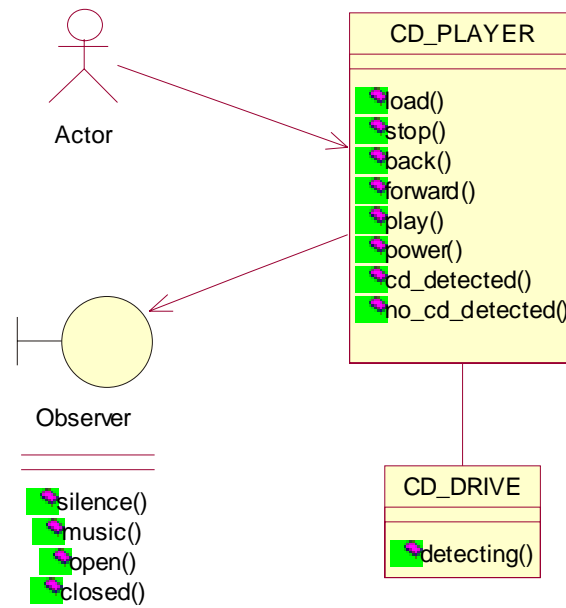 CD_PLAYER
load()
stop()
back()
forward()
play()
power()
cd_detected()
no_cd_detected()
Actor
Observer
silence()
music()
open()
closed()
CD_DRIVE
detecting()